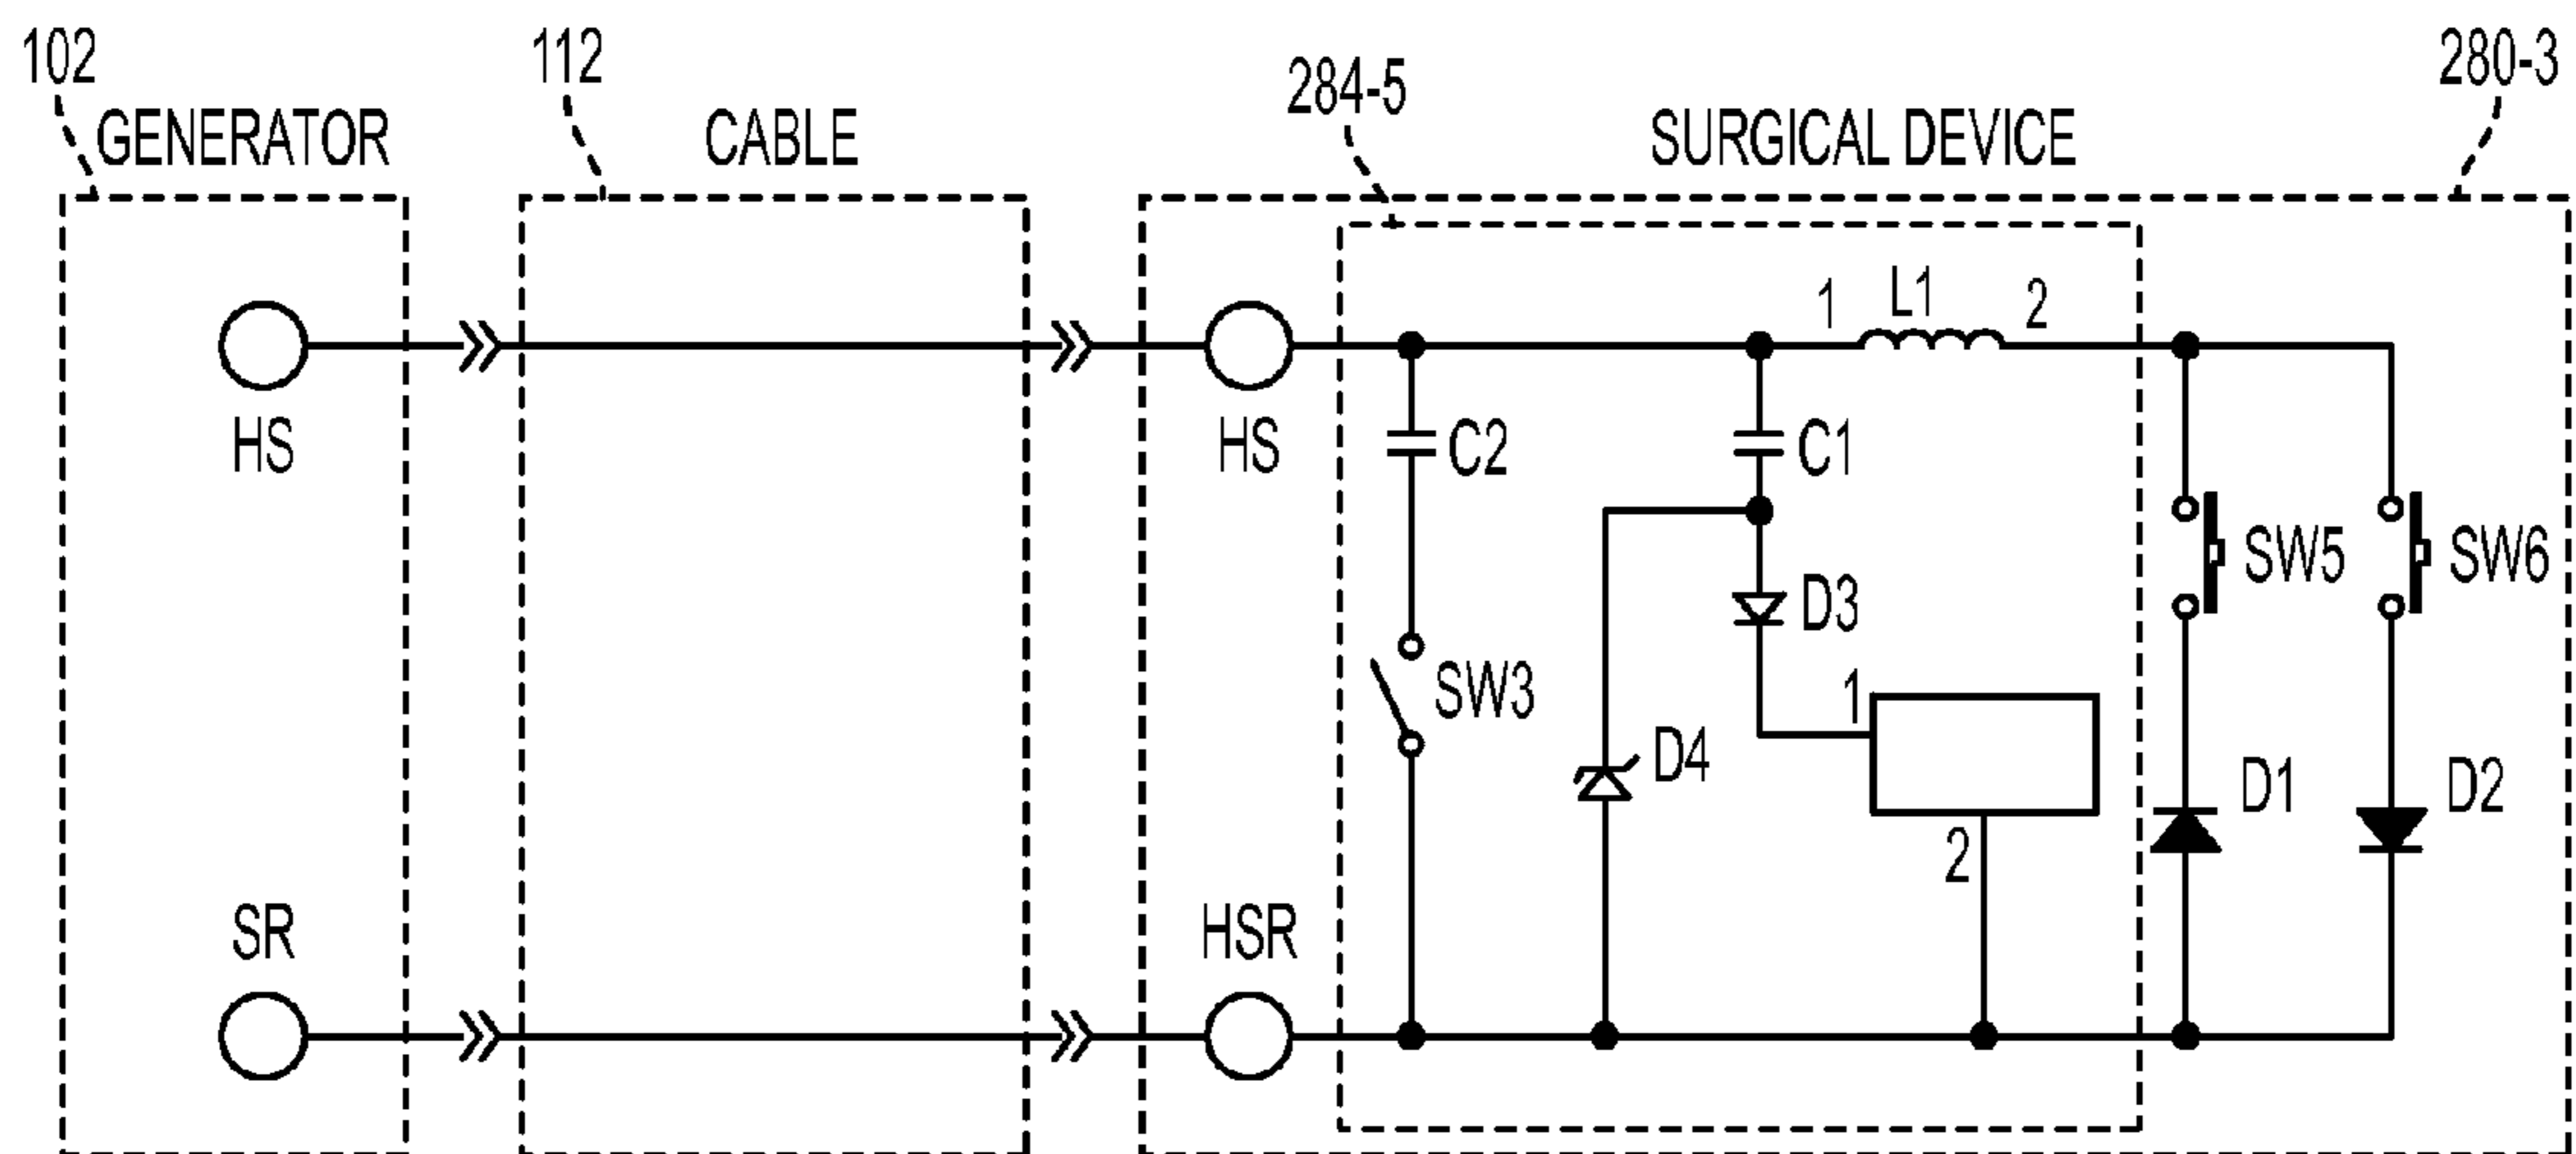 102
112
284-5
280-3
GENERATOR
CABLE
SURGICAL DEVICE
1
L1
2
HS
HS
C2
C1
SW5
SW6
D3
SW3
1
D4
D1
D2
2
SR
HSR